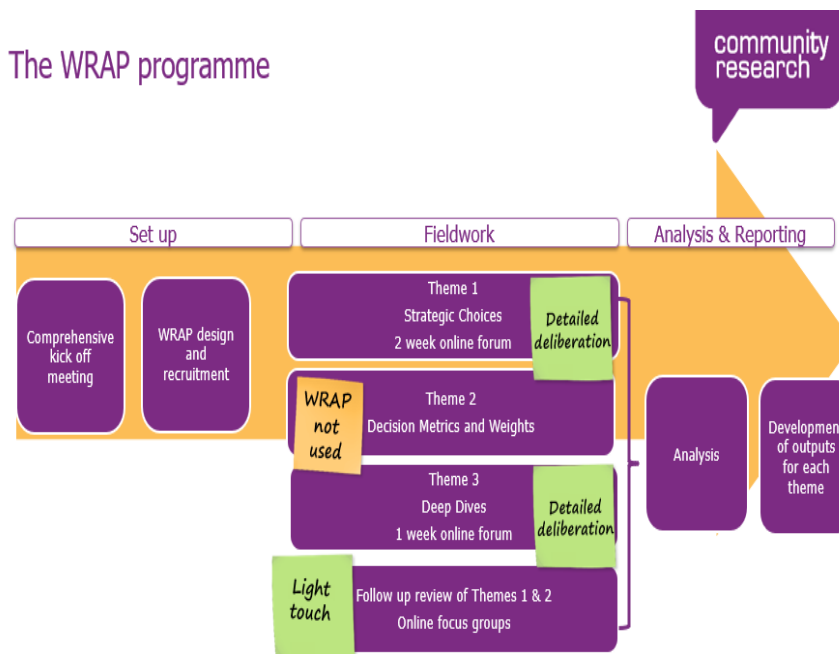 The WRAP programme
community
research
Set up
Fieldwork
Analysis & Reporting
Comprehensive
kick off
meeting
WRAP design
and
recruitment
Theme 1
Strategic Choices
2 week online forum
Detailed
deliberation
WRAP
not
used
Theme 2
Decision Metrics and Weights
Theme 3
Deep Dives
1 week online forum
Detailed
deliberation
Light
touch
Follow up review of Themes 1 & 2
Online focus groups
Analysis
Development
of outputs
for each
theme